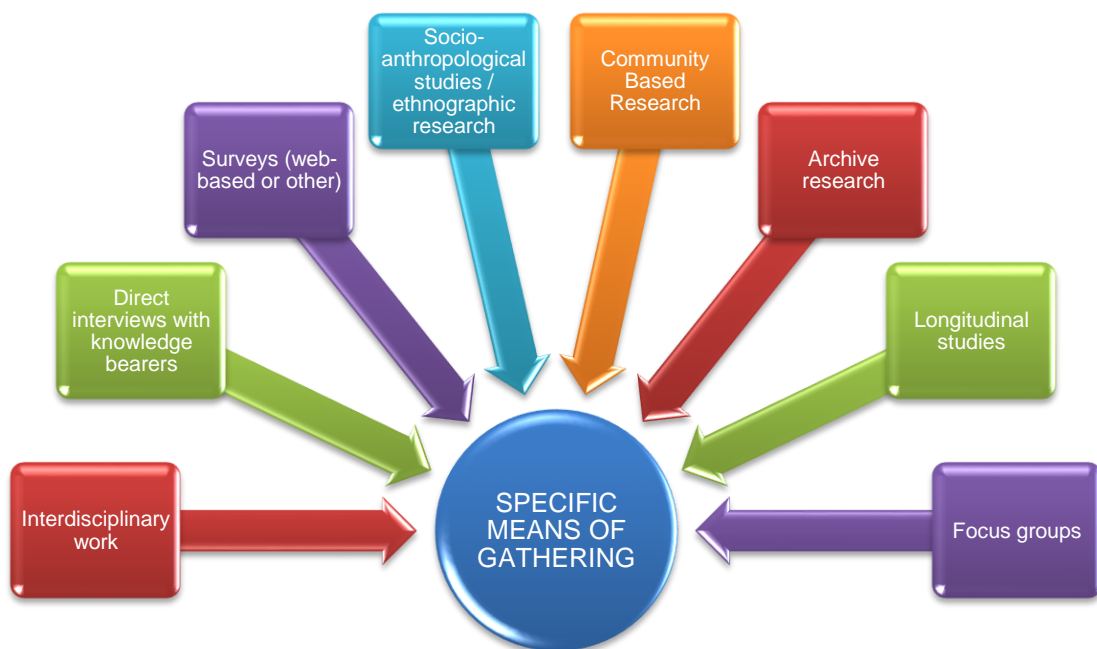 Interdisciplinary
work
Direct
interviews with
knowledge
bearers
Surveys (web-
based or other)
Socio-
anthropological
studies /
ethnographic
research
Community
Based
Research
Archive
research
Longitudinal
studies
Focus groups
SPECIFIC
MEANS OF
GATHERING